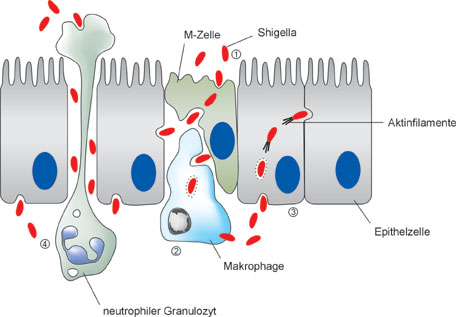 M-Zelle
Shigella
①
Aktinfilamente
③
Epithelzelle
④
②
Makrophage
neutrophiler Granulozyt